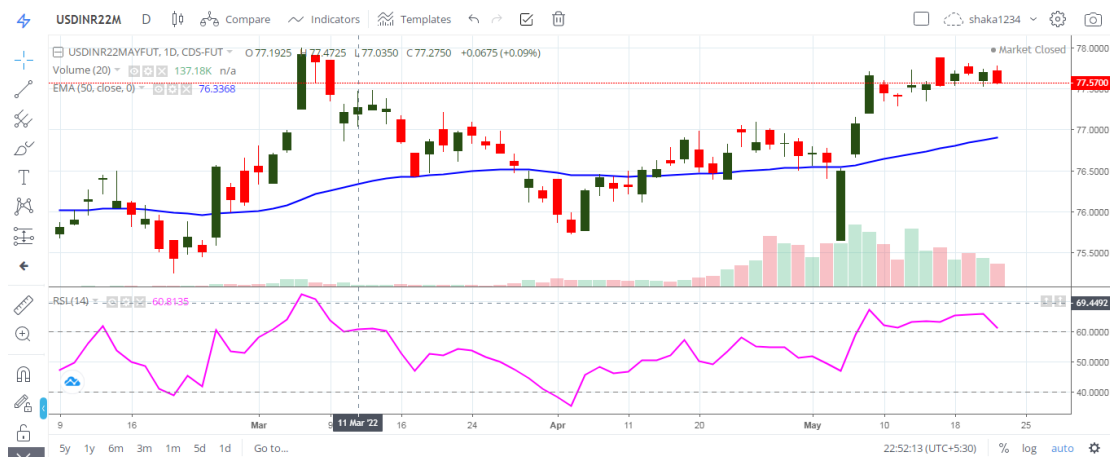 USDINR22M D Compare Indicators Templates shaka1234
USDINR22MAYFUT, 1D, CDS-FUT O 77.1925 H 77.4725 L 77.0350 C 77.2750 +0.0675 (+0.09%)
Market Closed
Volume (20) 137.18K n/a
EMA (50, close, 0) 76.3368
78.0000
77.5700
77.5000
77.0000
76.5000
76.0000
75.5000
RSI (14) 60.8135
69.4492
60.0000
50.0000
40.0000
9 16 Mar 9 11 Mar '22 16 24 Apr 11 20 May 10 18 25
5y 1y 6m 3m 1m 5d 1d Go to... 22:52:13 (UTC+5:30) % log auto